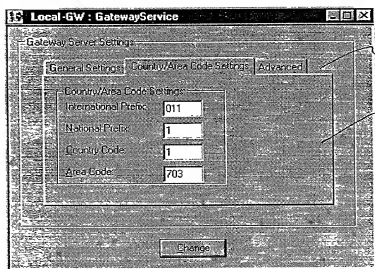 Local-GW : GatewayService
Gateway Server Settings
General Settings Country/Area Code Settings Advanced
Country/Area Code Settings
International Prefix: 011
National Prefix: 1
Country Code: 1
Area Code: 703
Change